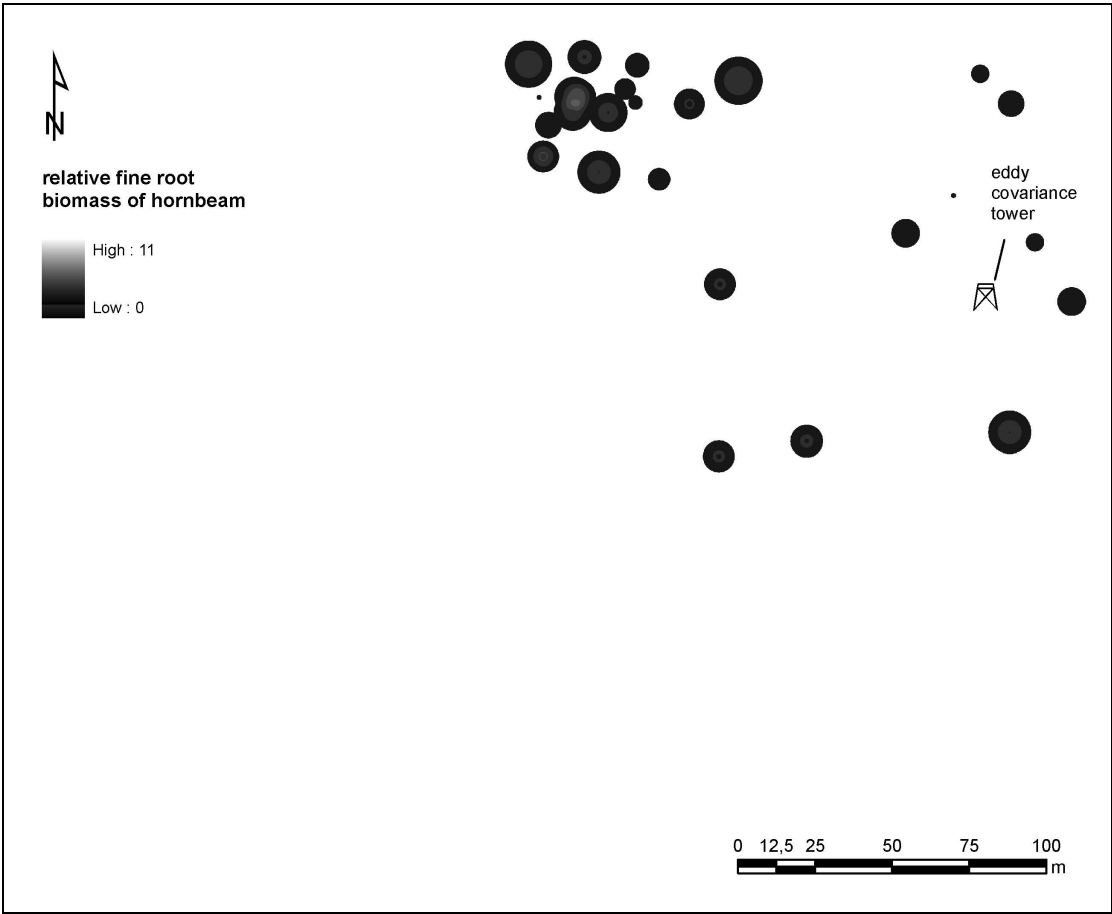 N
relative fine root
biomass of hornbeam
High : 11
Low : 0
eddy
covariance
tower
0 12,5 25 50 75 100
m